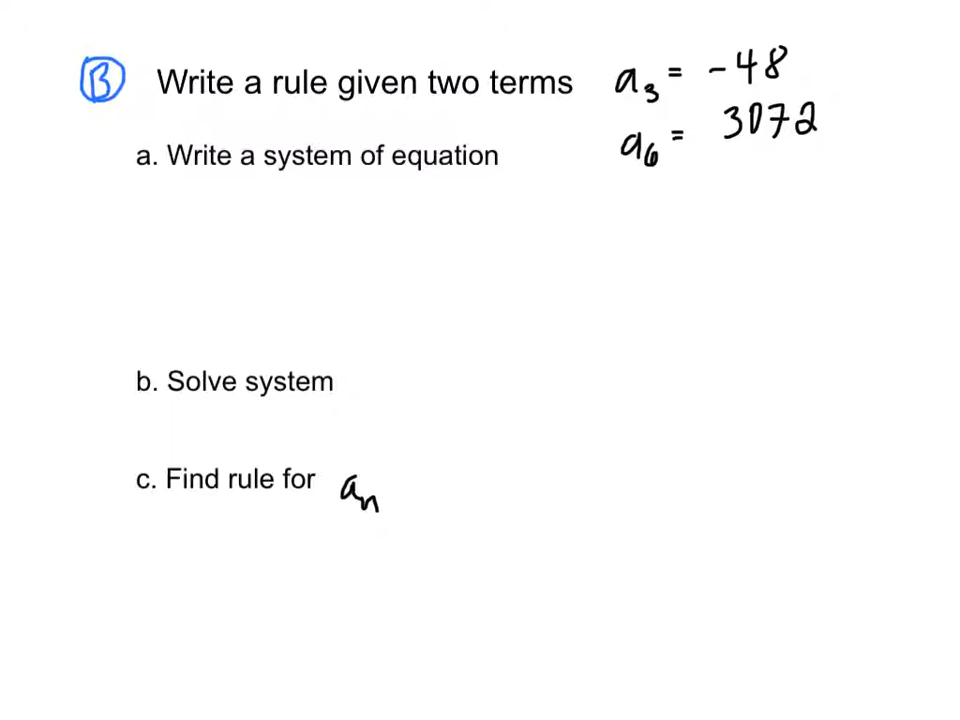 B Write a rule given two terms a₃ = -48
a₆ = 3072
a. Write a system of equation
b. Solve system
c. Find rule for aₙ